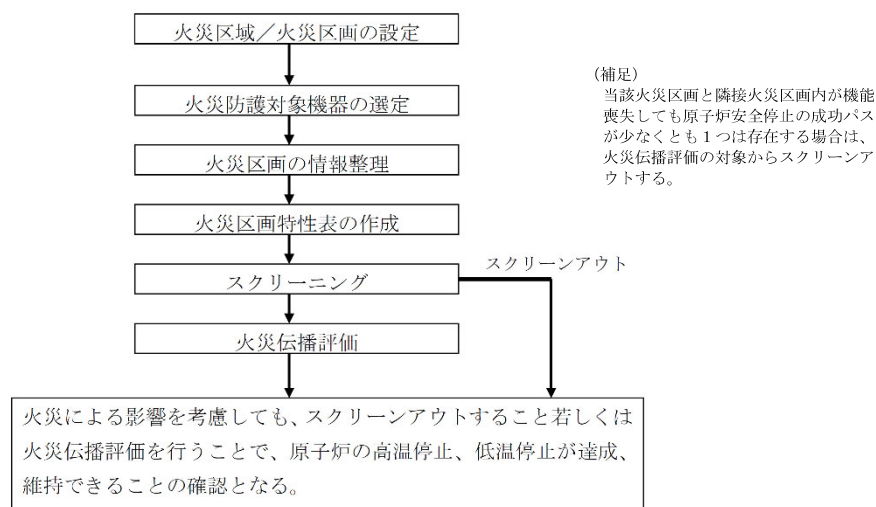 火災区域／火災区画の設定
火災防護対象機器の選定
火災区画の情報整理
火災区画特性表の作成
スクリーニング
スクリーンアウト
火災伝播評価
火災による影響を考慮しても、スクリーンアウトすること若しくは
火災伝播評価を行うことで、原子炉の高温停止、低温停止が達成、
維持できることの確認となる。
（補足）
当該火災区画と隣接火災区画内が機能
喪失しても原子炉安全停止の成功パス
が少なくとも１つは存在する場合は、
火災伝播評価の対象からスクリーンア
ウトする。